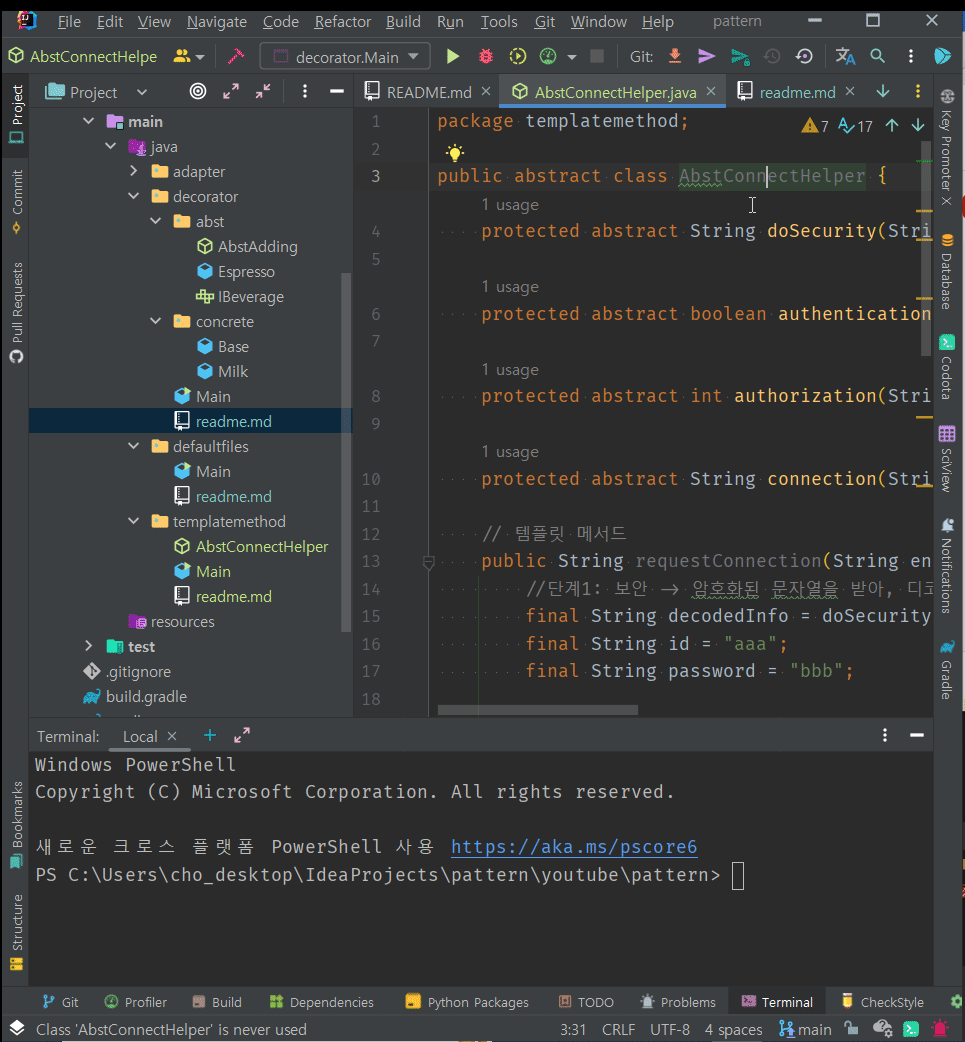 File Edit View Navigate Code Refactor Build Run Tools Git Window Help pattern
AbstConnectHelpe decorator.Main Git:
Project
README.md AbstConnectHelper.java readme.md
Project
Commit
Pull Requests
main
java
adapter
decorator
abst
AbstAdding
Espresso
IBeverage
concrete
Base
Milk
Main
readme.md
defaultfiles
Main
readme.md
templatemethod
AbstConnectHelper
Main
readme.md
resources
test
.gitignore
build.gradle
7 17
1 package templatemethod;
2
3 public abstract class AbstConnectHelper {
1 usage
4 protected abstract String doSecurity(Stri
5
1 usage
6 protected abstract boolean authentication
7
1 usage
8 protected abstract int authorization(Stri
9
1 usage
10 protected abstract String connection(Stri
11
12 // 템플릿 메서드
13 public String requestConnection(String en
14 //단계1: 보안 -> 암호화된 문자열을 받아, 디코
15 final String decodedInfo = doSecurity
16 final String id = "aaa";
17 final String password = "bbb";
18
Key Promoter X
Database
Codota
SciView
Notifications
Gradle
Terminal: Local
Windows PowerShell
Copyright (C) Microsoft Corporation. All rights reserved.
새로운 크로스 플랫폼 PowerShell 사용 https://aka.ms/pscore6
PS C:\Users\cho_desktop\IdeaProjects\pattern\youtube\pattern>
Bookmarks
Structure
Git Profiler Build Dependencies Python Packages TODO Problems Terminal CheckStyle
Class 'AbstConnectHelper' is never used 3:31 CRLF UTF-8 4 spaces main